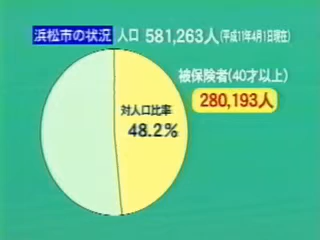 浜松市の状況 人口 581,263人(平成11年4月1日現在)
被保険者(40才以上)
280,193人
対人口比率
48.2%